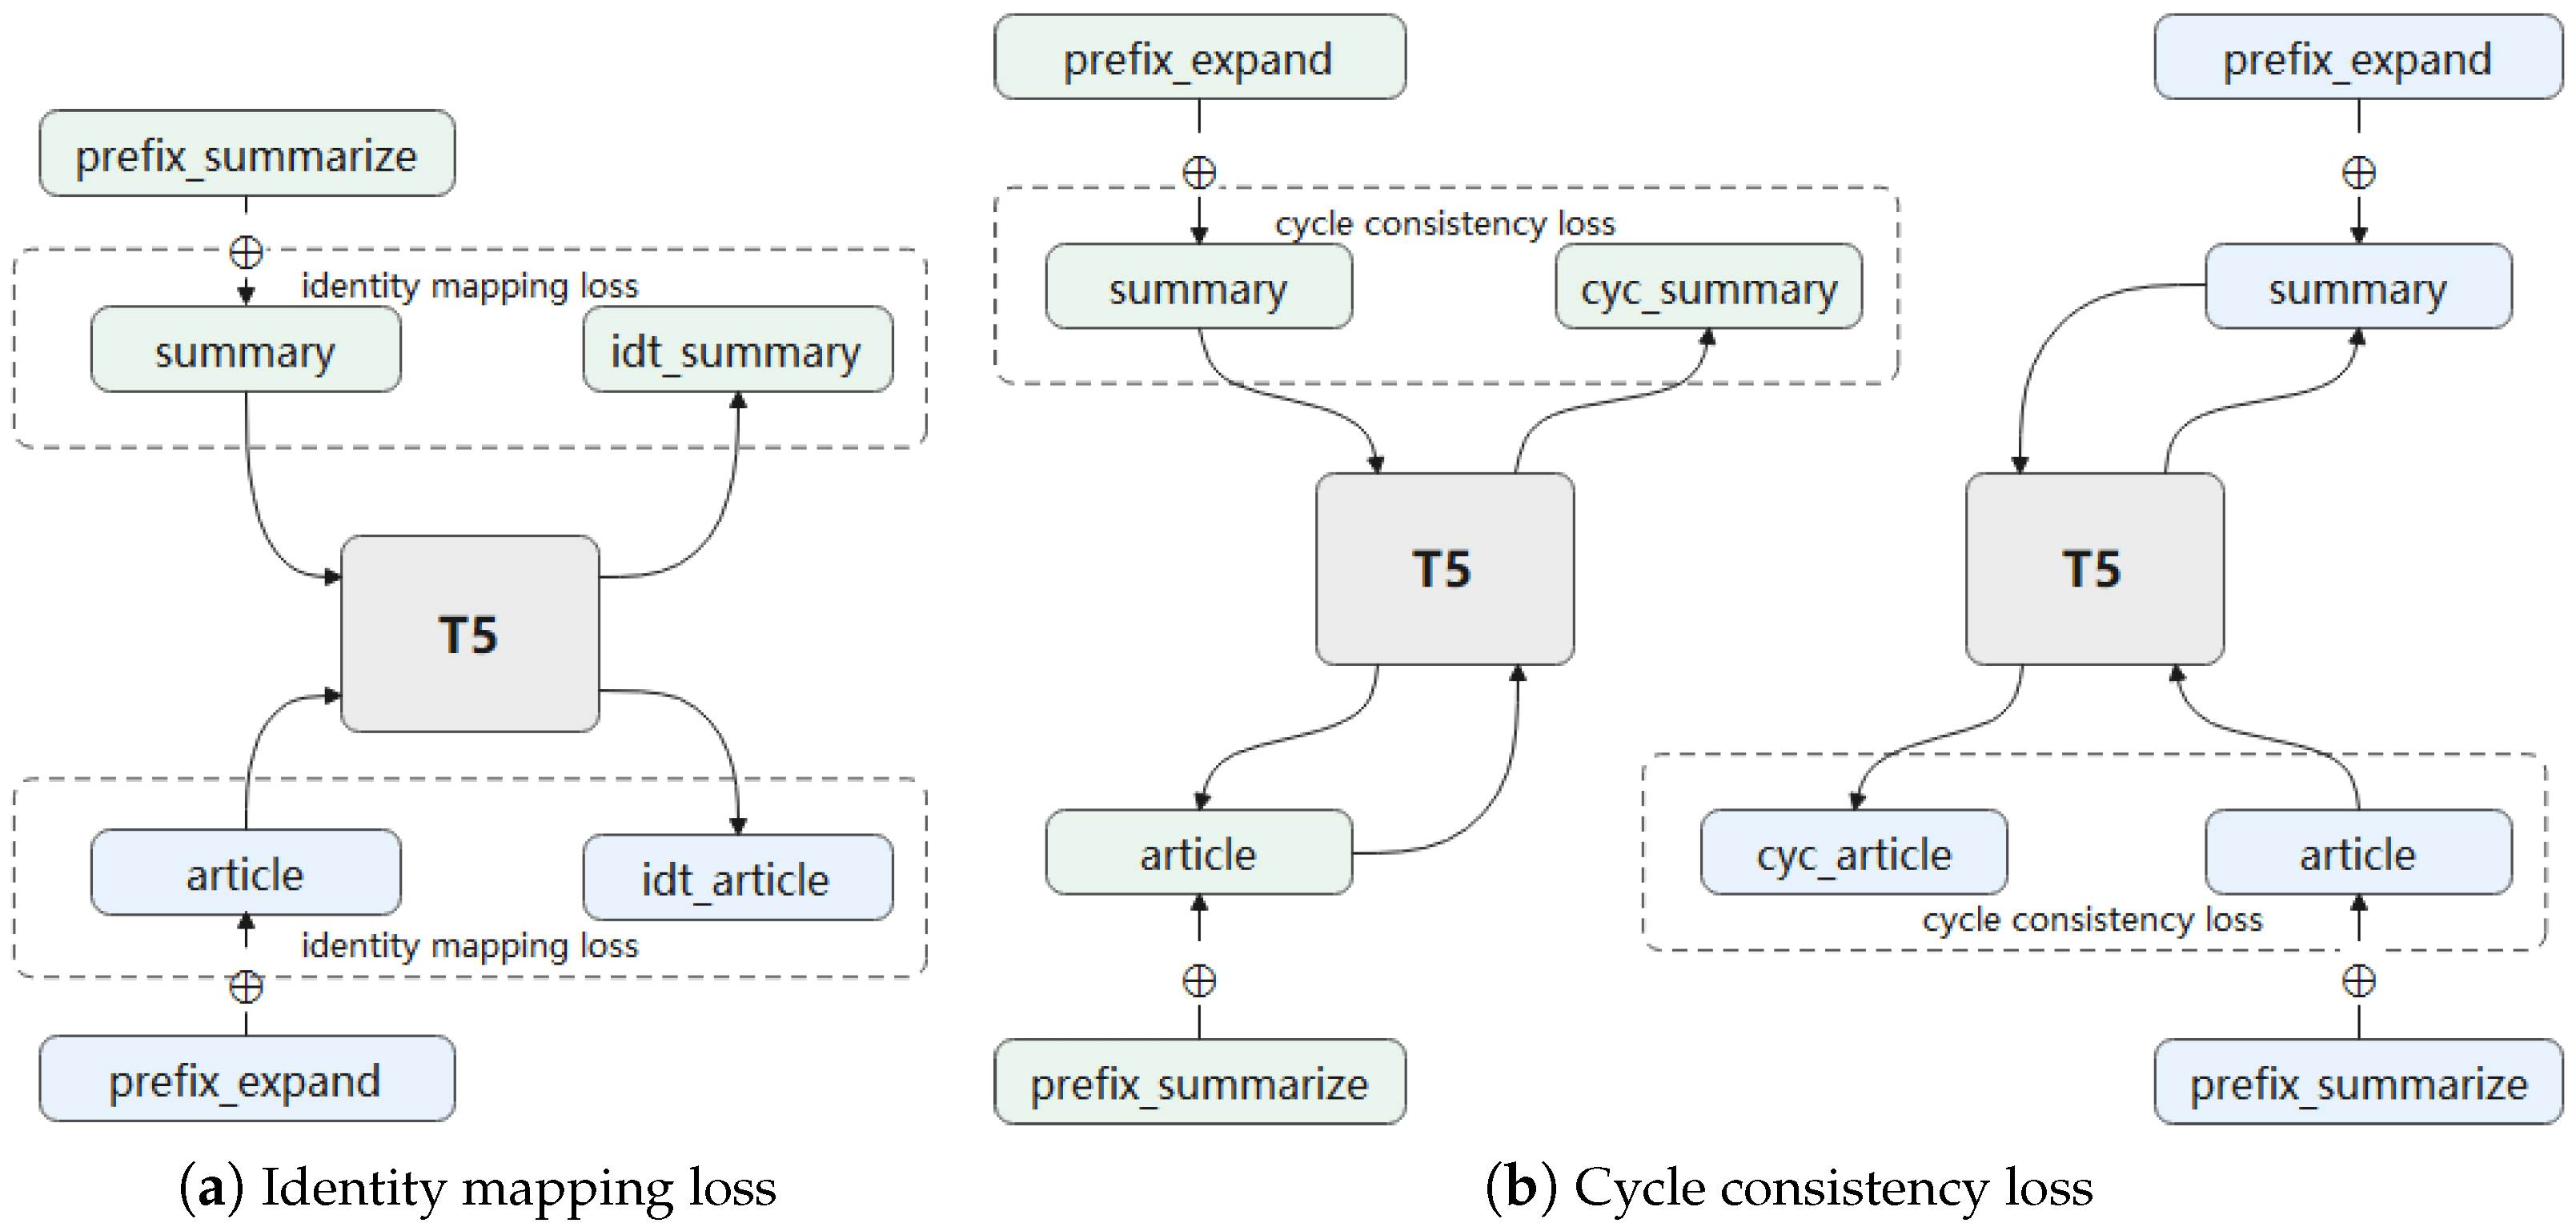 prefix_summarize
identity mapping loss
summary
idt_summary
T5
article
idt_article
identity mapping loss
prefix_expand
(a) Identity mapping loss
prefix_expand
cycle consistency loss
summary
cyc_summary
T5
article
prefix_summarize
prefix_expand
summary
T5
cyc_article
article
cycle consistency loss
prefix_summarize
(b) Cycle consistency loss